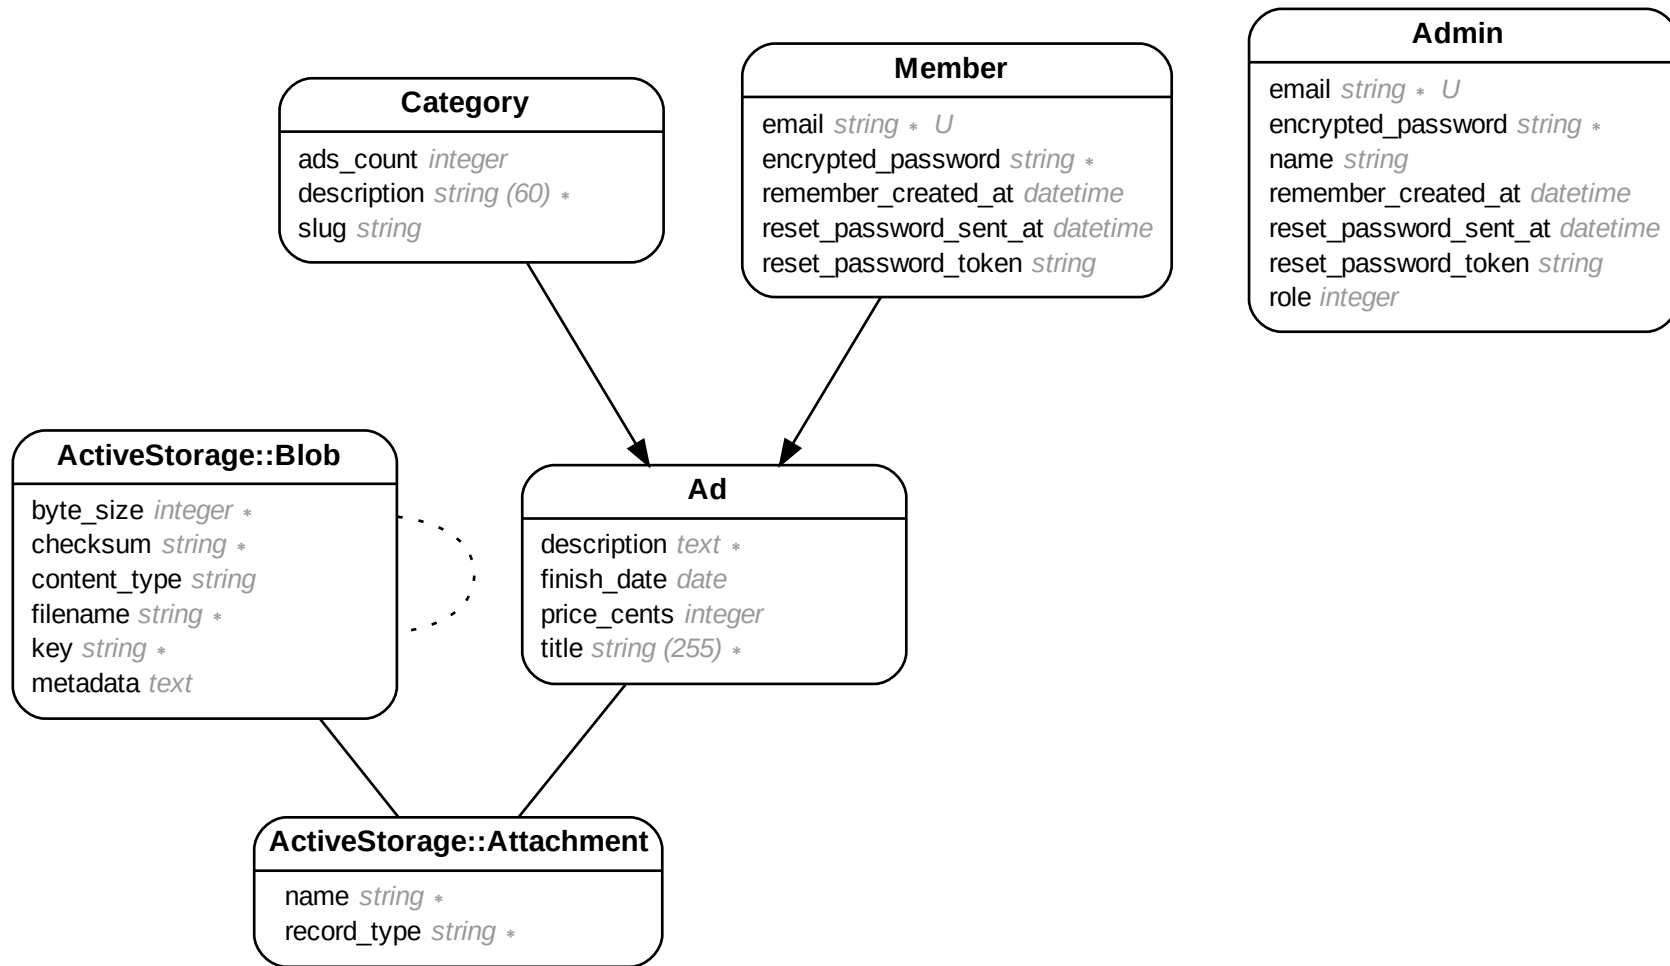 Category
ads_count integer
description string (60) *
slug string
Member
email string * U
encrypted_password string *
remember_created_at datetime
reset_password_sent_at datetime
reset_password_token string
Admin
email string * U
encrypted_password string *
name string
remember_created_at datetime
reset_password_sent_at datetime
reset_password_token string
role integer
ActiveStorage::Blob
byte_size integer *
checksum string *
content_type string
filename string *
key string *
metadata text
Ad
description text *
finish_date date
price_cents integer
title string (255) *
ActiveStorage::Attachment
name string *
record_type string *